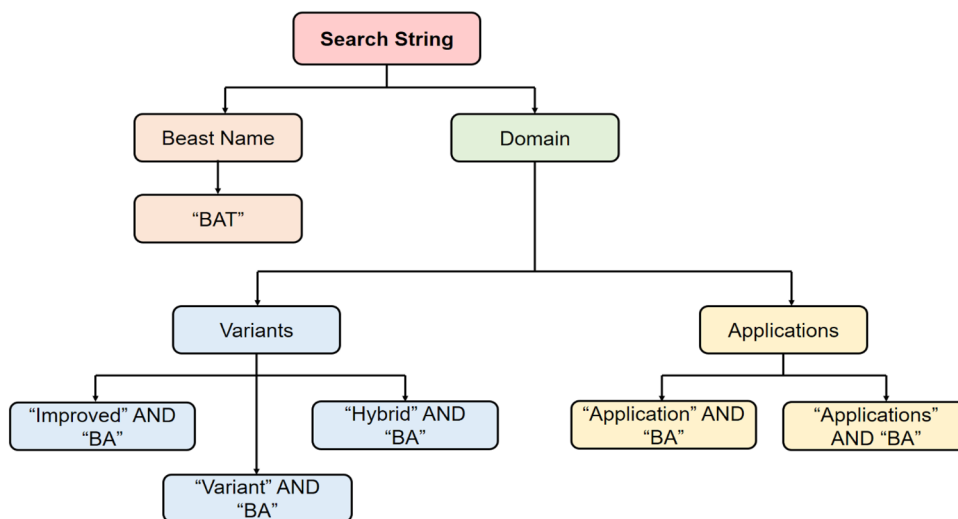 Search String
Beast Name
Domain
“BAT”
Variants
Applications
“Improved” AND
“BA”
“Hybrid” AND
“BA”
“Application” AND
“BA”
“Applications”
AND “BA”
“Variant” AND
“BA”